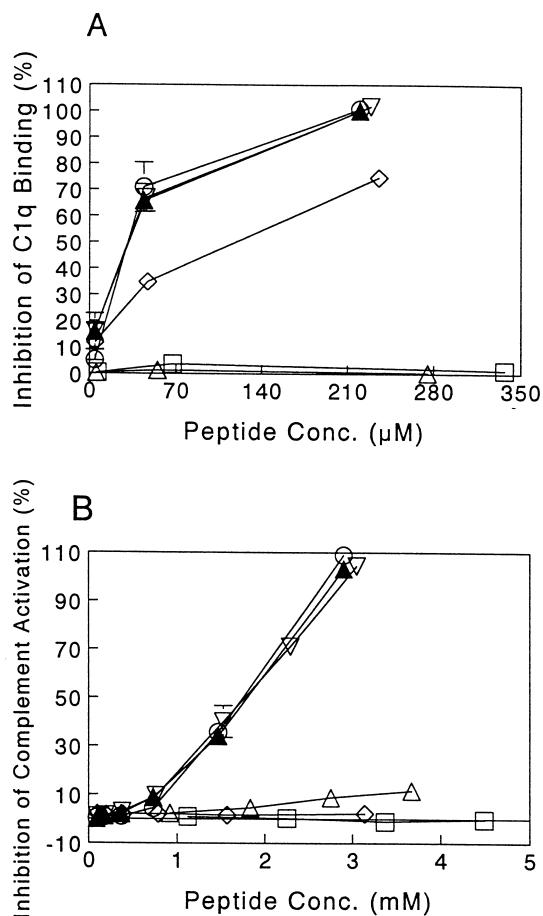 A
Inhibition of C1q Binding (%)
110
100
90
80
70
60
50
40
30
20
10
0
0 70 140 210 280 350
Peptide Conc. (µM)
B
Inhibition of Complement Activation (%)
110
90
70
50
30
10
-10
0 1 2 3 4 5
Peptide Conc. (mM)